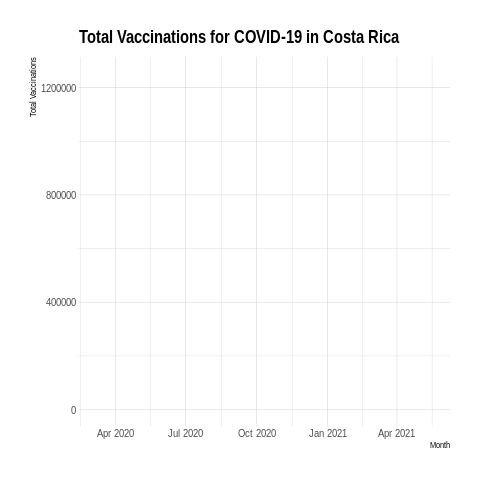 Total Vaccinations for COVID-19 in Costa Rica
Total Vaccinations
1200000
800000
400000
0
Apr 2020 Jul 2020 Oct 2020 Jan 2021 Apr 2021
Month